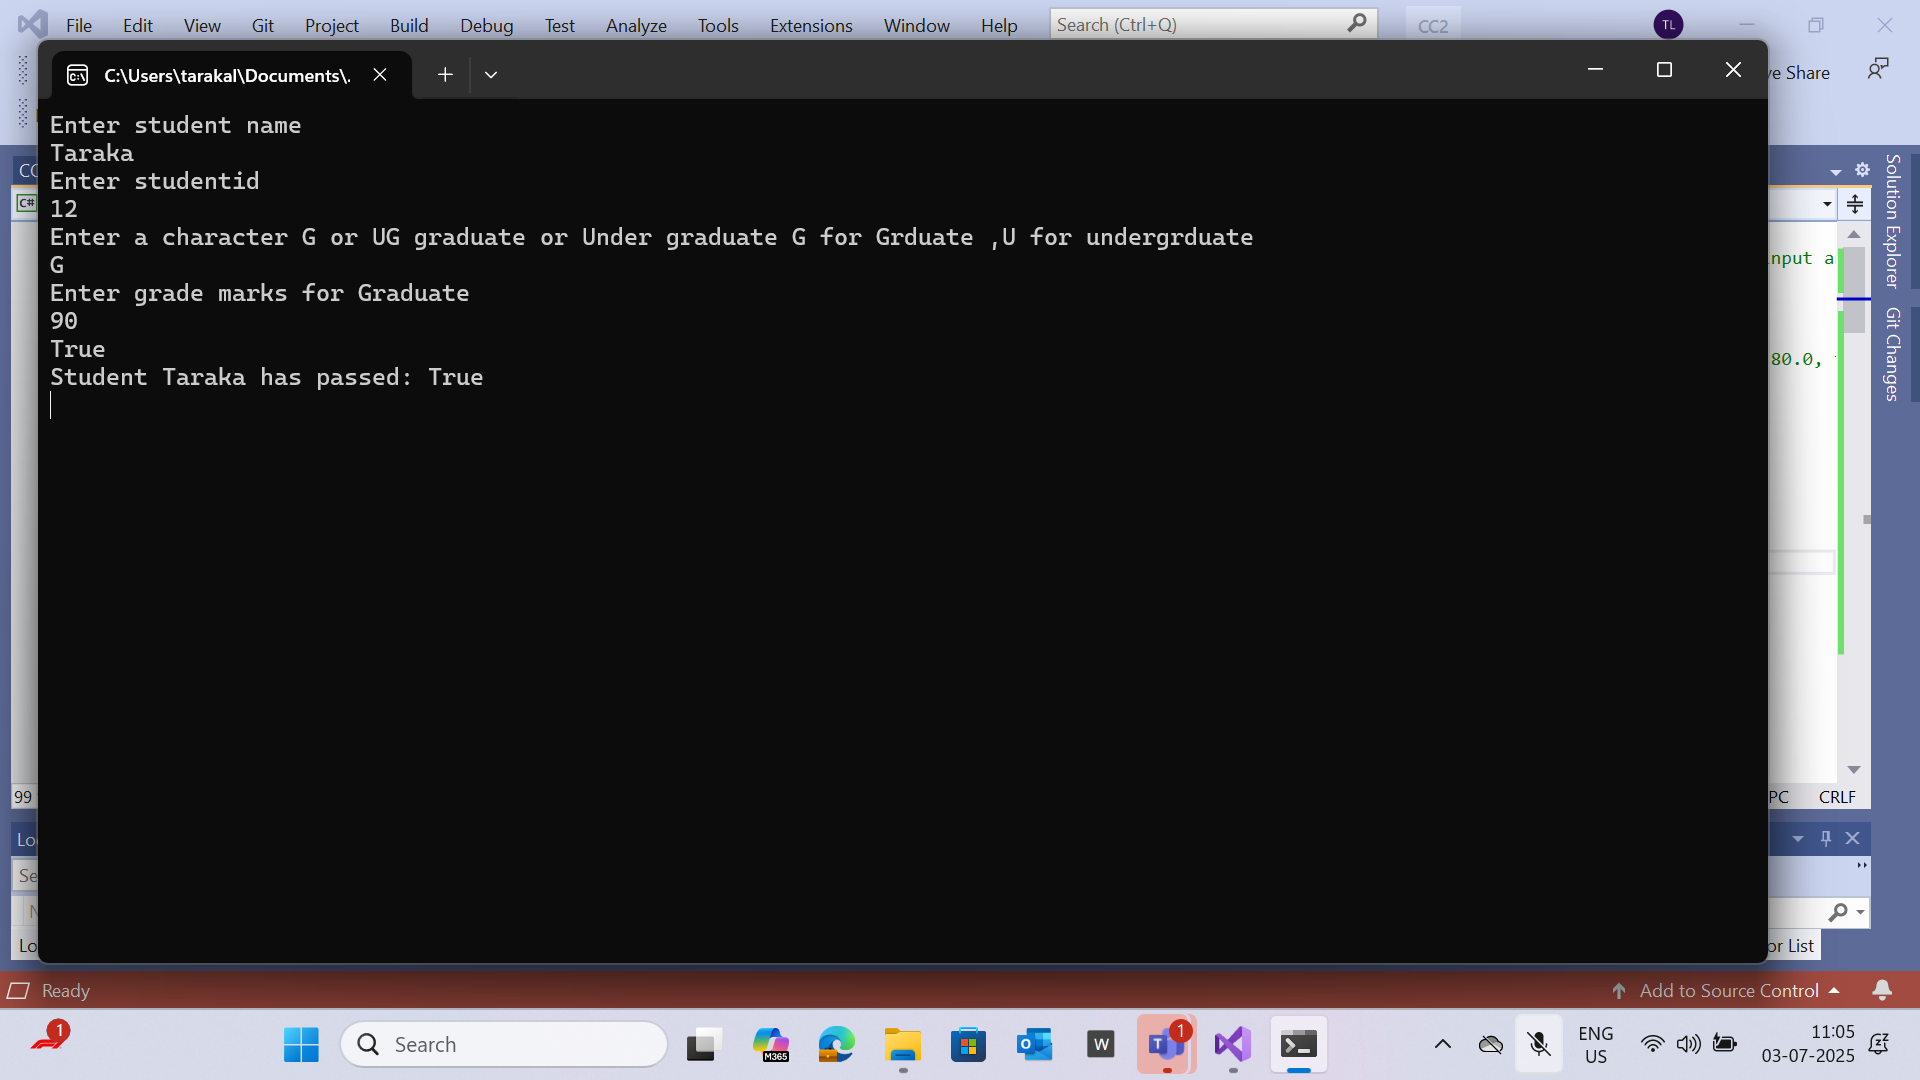 File Edit View Git Project Build Debug Test Analyze Tools Extensions Window Help Search (Ctrl+Q) CC2 TL
C:\Users\tarakal\Documents\.
Share
Enter student name
Taraka
Enter studentid
12
Enter a character G or UG graduate or Under graduate G for Grduate ,U for undergrduate
G
Enter grade marks for Graduate
90
True
Student Taraka has passed: True
C#
nput a
80.0,
Solution Explorer
Git Changes
99
PC CRLF
Lo
Se
N
Lo
or List
Ready
Add to Source Control
1
Search
M365
W
T 1
ENG
US
11:05
03-07-2025